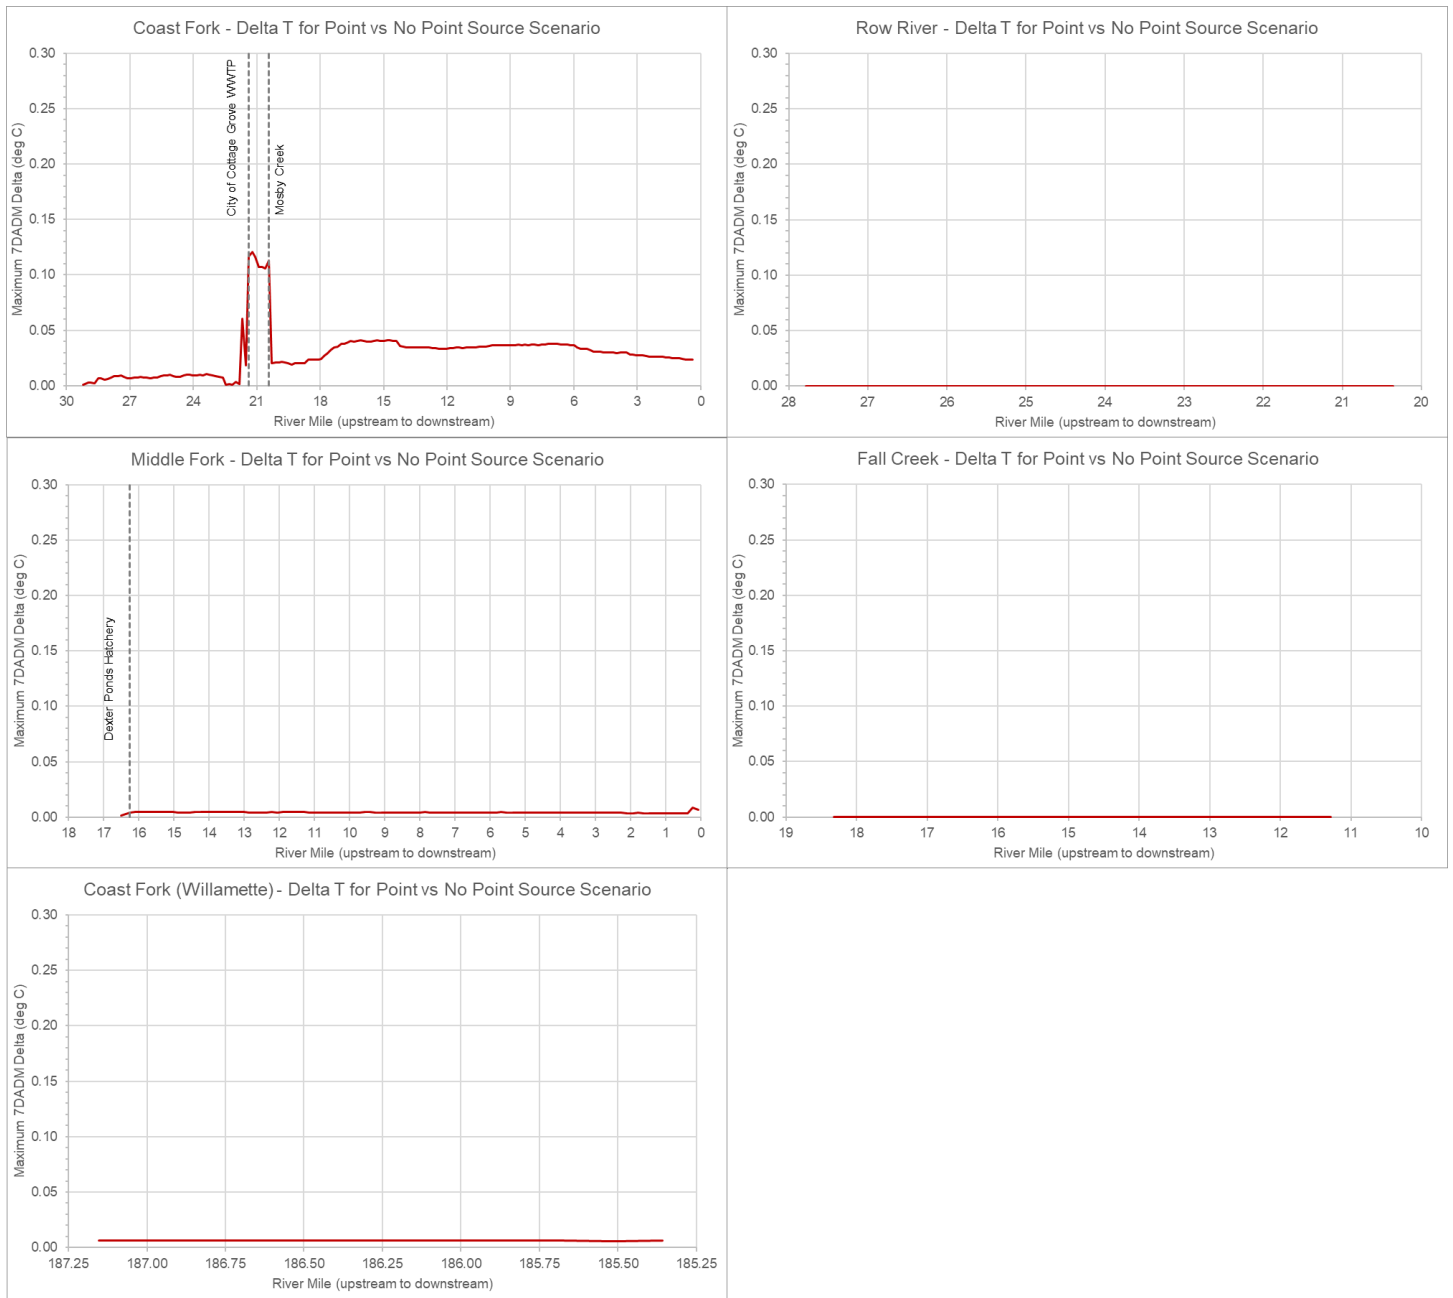 Coast Fork - Delta T for Point vs No Point Source Scenario
Maximum 7DADM Delta (deg C)
0.30
0.25
0.20
0.15
0.10
0.05
0.00
City of Cottage Grove WWTP
Mosby Creek
30 27 24 21 18 15 12 9 6 3 0
River Mile (upstream to downstream)
Row River - Delta T for Point vs No Point Source Scenario
Maximum 7DADM Delta (deg C)
0.30
0.25
0.20
0.15
0.10
0.05
0.00
28 27 26 25 24 23 22 21 20
River Mile (upstream to downstream)
Middle Fork - Delta T for Point vs No Point Source Scenario
Maximum 7DADM Delta (deg C)
0.30
0.25
0.20
0.15
0.10
0.05
0.00
Dexter Ponds Hatchery
18 17 16 15 14 13 12 11 10 9 8 7 6 5 4 3 2 1 0
River Mile (upstream to downstream)
Fall Creek - Delta T for Point vs No Point Source Scenario
Maximum 7DADM Delta (deg C)
0.30
0.25
0.20
0.15
0.10
0.05
0.00
19 18 17 16 15 14 13 12 11 10
River Mile (upstream to downstream)
Coast Fork (Willamette) - Delta T for Point vs No Point Source Scenario
Maximum 7DADM Delta (deg C)
0.30
0.25
0.20
0.15
0.10
0.05
0.00
187.25 187.00 186.75 186.50 186.25 186.00 185.75 185.50 185.25
River Mile (upstream to downstream)